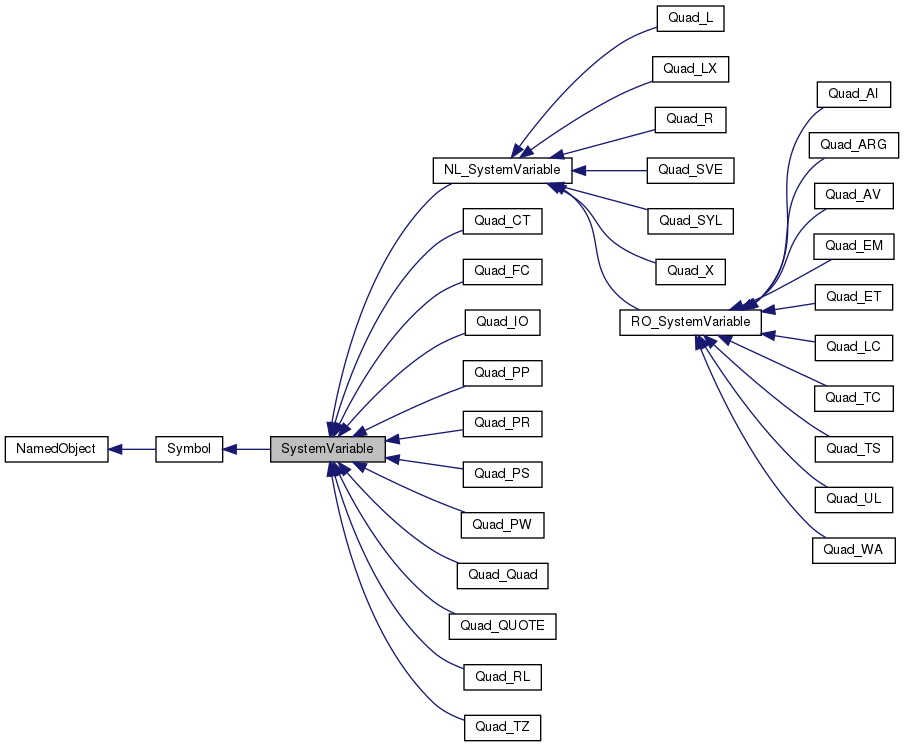 NamedObject
Symbol
SystemVariable
NL_SystemVariable
Quad_CT
Quad_FC
Quad_IO
Quad_PP
Quad_PR
Quad_PS
Quad_PW
Quad_Quad
Quad_QUOTE
Quad_RL
Quad_TZ
Quad_L
Quad_LX
Quad_R
Quad_SVE
Quad_SYL
Quad_X
RO_SystemVariable
Quad_AI
Quad_ARG
Quad_AV
Quad_EM
Quad_ET
Quad_LC
Quad_TC
Quad_TS
Quad_UL
Quad_WA